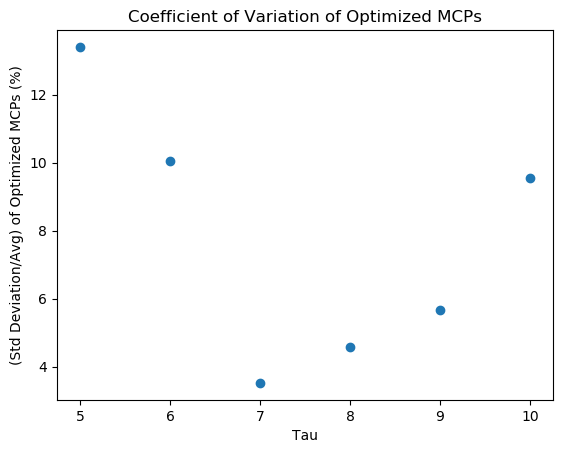 Coefficient of Variation of Optimized MCPs
(Std Deviation/Avg) of Optimized MCPs (%)
12
10
8
6
4
5 6 7 8 9 10
Tau